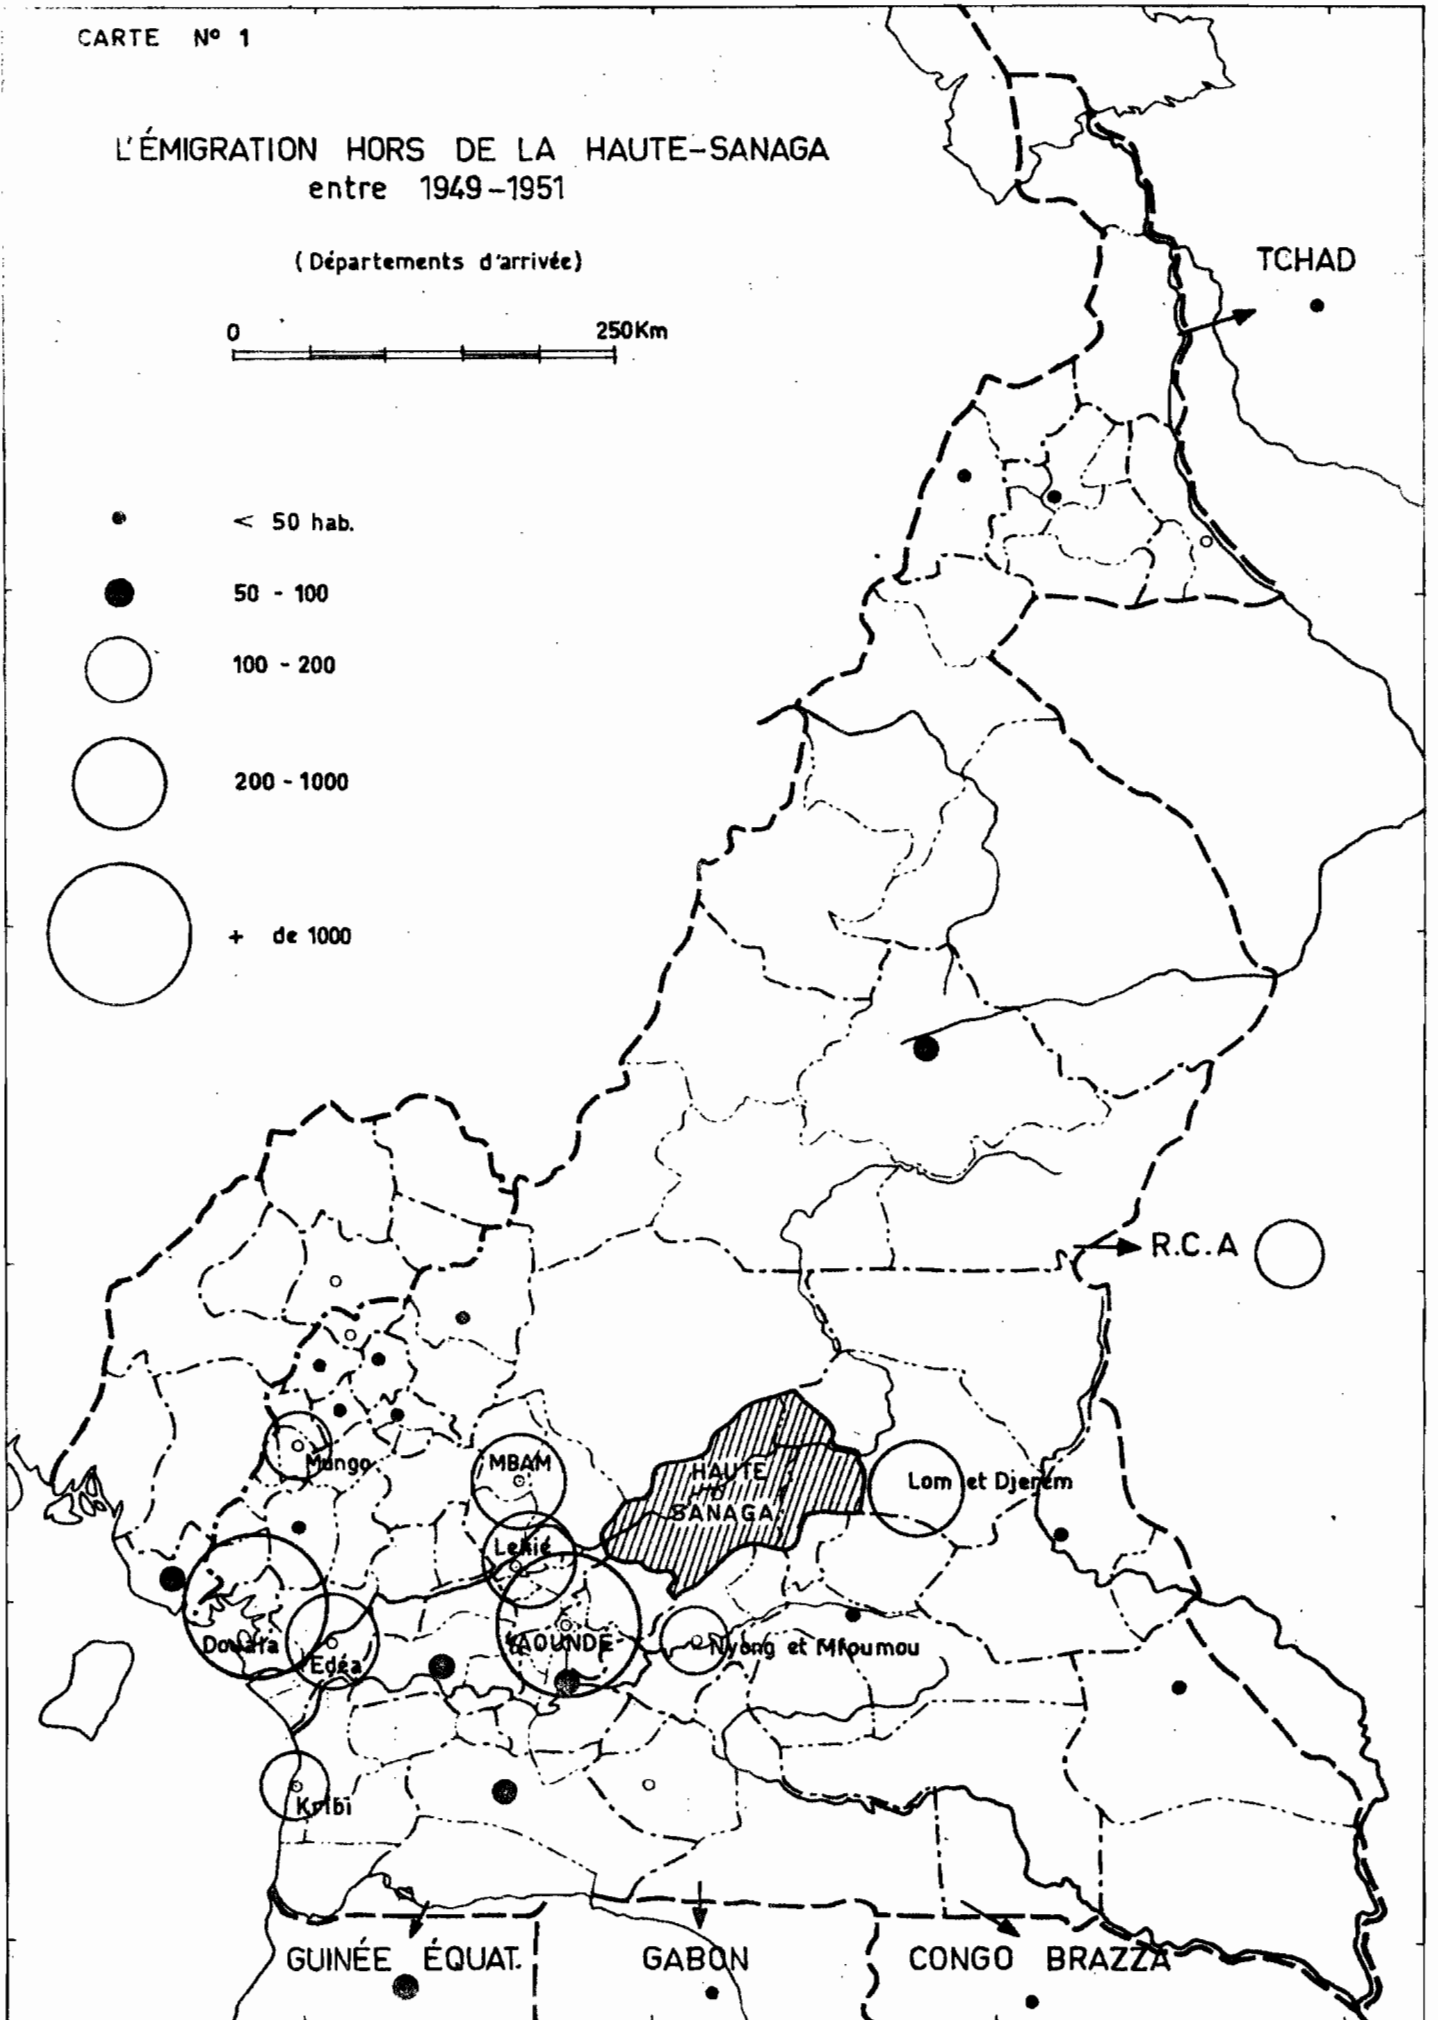 CARTE N° 1
L'ÉMIGRATION HORS DE LA HAUTE-SANAGA
entre 1949-1951
(Départements d'arrivée)
0 250Km
TCHAD
< 50 hab.
50 - 100
100 - 200
200 - 1000
+ de 1000
R.C.A
Mungo
MBAM
HAUTE
SANAGA
Lom et Djerem
Lekié
Douala
Edéa
YAOUNDE
Nyong et Mfoumou
Kribi
GUINÉE ÉQUAT.
GABON
CONGO BRAZZA